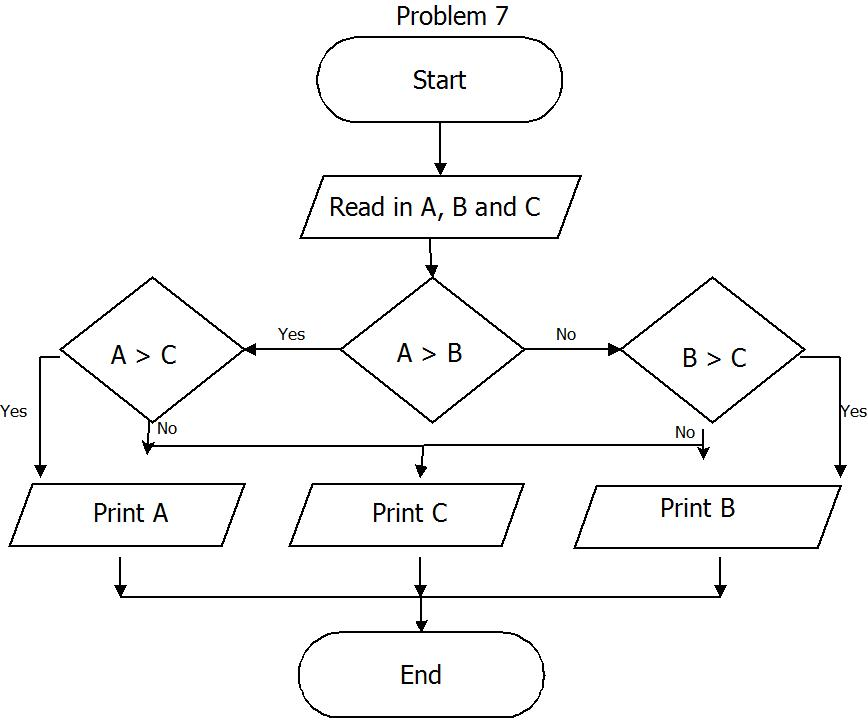 Problem 7
Start
Read in A, B and C
Yes
No
A > C
A > B
B > C
Yes
Yes
No
No
Print A
Print C
Print B
End